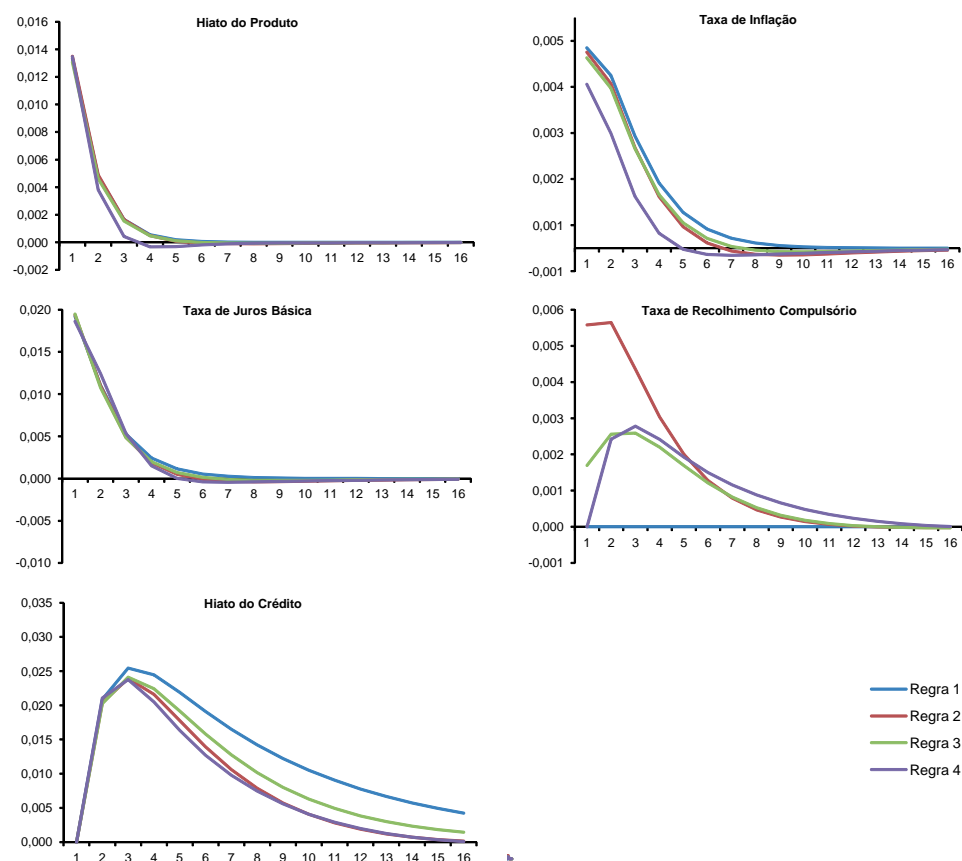 Hiato do Produto
0,016
0,014
0,012
0,010
0,008
0,006
0,004
0,002
0,000
-0,002
1 2 3 4 5 6 7 8 9 10 11 12 13 14 15 16
Taxa de Inflação
0,005
0,004
0,003
0,002
0,001
-0,001
1 2 3 4 5 6 7 8 9 10 11 12 13 14 15 16
Taxa de Juros Básica
0,020
0,015
0,010
0,005
0,000
-0,005
-0,010
1 2 3 4 5 6 7 8 9 10 11 12 13 14 15 16
Taxa de Recolhimento Compulsório
0,006
0,005
0,004
0,003
0,002
0,001
0,000
-0,001
1 2 3 4 5 6 7 8 9 10 11 12 13 14 15 16
Hiato do Crédito
0,035
0,030
0,025
0,020
0,015
0,010
0,005
0,000
1 2 3 4 5 6 7 8 9 10 11 12 13 14 15 16
Regra 1
Regra 2
Regra 3
Regra 4